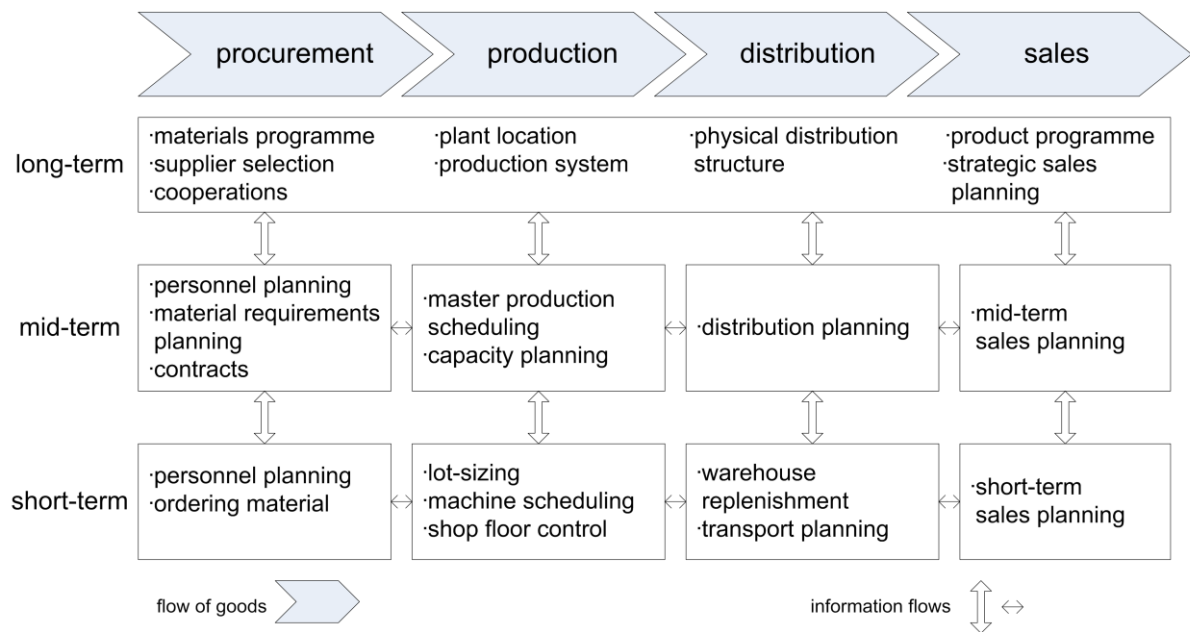 procurement
production
distribution
sales
long-term
·materials programme
·supplier selection
·cooperations
·plant location
·production system
·physical distribution
structure
·product programme
·strategic sales
planning
mid-term
·personnel planning
·material requirements
planning
·contracts
·master production
scheduling
·capacity planning
·distribution planning
·mid-term
sales planning
short-term
·personnel planning
·ordering material
·lot-sizing
·machine scheduling
·shop floor control
·warehouse
replenishment
·transport planning
·short-term
sales planning
flow of goods
information flows